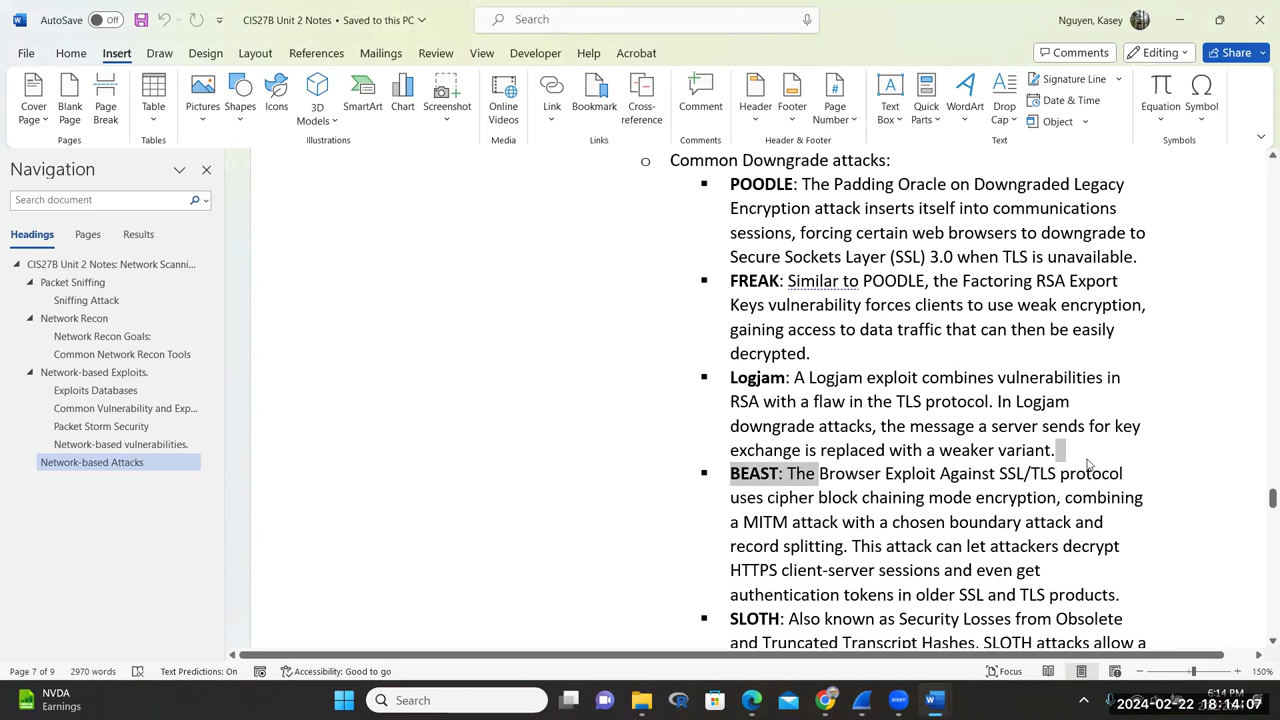 AutoSave Off CIS27B Unit 2 Notes • Saved to this PC Search Nguyen, Kasey
File Home Insert Draw Design Layout References Mailings Review View Developer Help Acrobat Comments Editing Share
Cover Page Blank Page Page Break Table Pictures Shapes Icons 3D Models SmartArt Chart Screenshot Online Videos Link Bookmark Cross-reference Comment Header Footer Page Number Text Box Quick Parts WordArt Drop Cap Signature Line Date & Time Object Equation Symbol
Pages Tables Illustrations Media Links Comments Header & Footer Text Symbols
Navigation
Search document
Headings Pages Results
CIS27B Unit 2 Notes: Network Scanni...
Packet Sniffing
Sniffing Attack
Network Recon
Network Recon Goals:
Common Network Recon Tools
Network-based Exploits.
Exploits Databases
Common Vulnerability and Exp...
Packet Storm Security
Network-based vulnerabilities.
Network-based Attacks
o Common Downgrade attacks:
▪ POODLE: The Padding Oracle on Downgraded Legacy
Encryption attack inserts itself into communications
sessions, forcing certain web browsers to downgrade to
Secure Sockets Layer (SSL) 3.0 when TLS is unavailable.
▪ FREAK: Similar to POODLE, the Factoring RSA Export
Keys vulnerability forces clients to use weak encryption,
gaining access to data traffic that can then be easily
decrypted.
▪ Logjam: A Logjam exploit combines vulnerabilities in
RSA with a flaw in the TLS protocol. In Logjam
downgrade attacks, the message a server sends for key
exchange is replaced with a weaker variant.
▪ BEAST: The Browser Exploit Against SSL/TLS protocol
uses cipher block chaining mode encryption, combining
a MITM attack with a chosen boundary attack and
record splitting. This attack can let attackers decrypt
HTTPS client-server sessions and even get
authentication tokens in older SSL and TLS products.
▪ SLOTH: Also known as Security Losses from Obsolete
and Truncated Transcript Hashes. SLOTH attacks allow a
Page 7 of 9 2970 words Text Predictions: On Accessibility: Good to go Focus 150%
NVDA
Earnings
Search
zoom
6:14 PM
2024-02-22 18:14:07